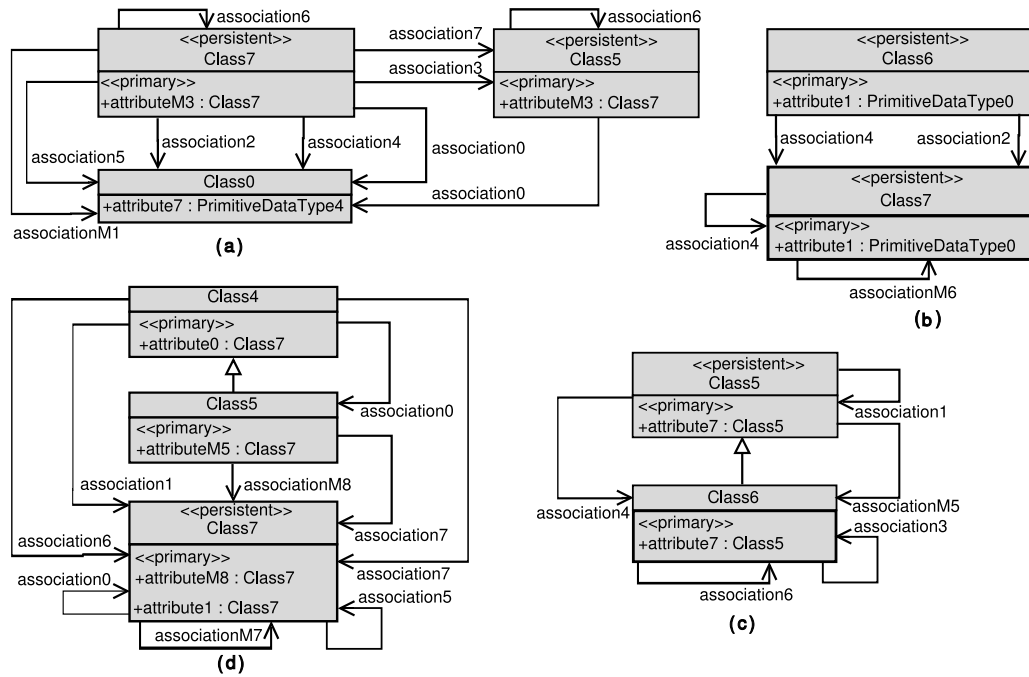 association6
<<persistent>>
Class7
<<primary>>
+attributeM3 : Class7
association7
association3
association6
<<persistent>>
Class5
<<primary>>
+attributeM3 : Class7
association5
association2
association4
association0
association0
Class0
+attribute7 : PrimitiveDataType4
associationM1
(a)
<<persistent>>
Class6
<<primary>>
+attribute1 : PrimitiveDataType0
association4
association2
<<persistent>>
Class7
<<primary>>
+attribute1 : PrimitiveDataType0
association4
associationM6
(b)
Class4
<<primary>>
+attribute0 : Class7
Class5
<<primary>>
+attributeM5 : Class7
association0
association1
associationM8
<<persistent>>
Class7
<<primary>>
+attributeM8 : Class7
+attribute1 : Class7
association7
association6
association0
association7
association5
associationM7
(d)
<<persistent>>
Class5
<<primary>>
+attribute7 : Class5
association1
Class6
<<primary>>
+attribute7 : Class5
association4
associationM5
association3
association6
(c)